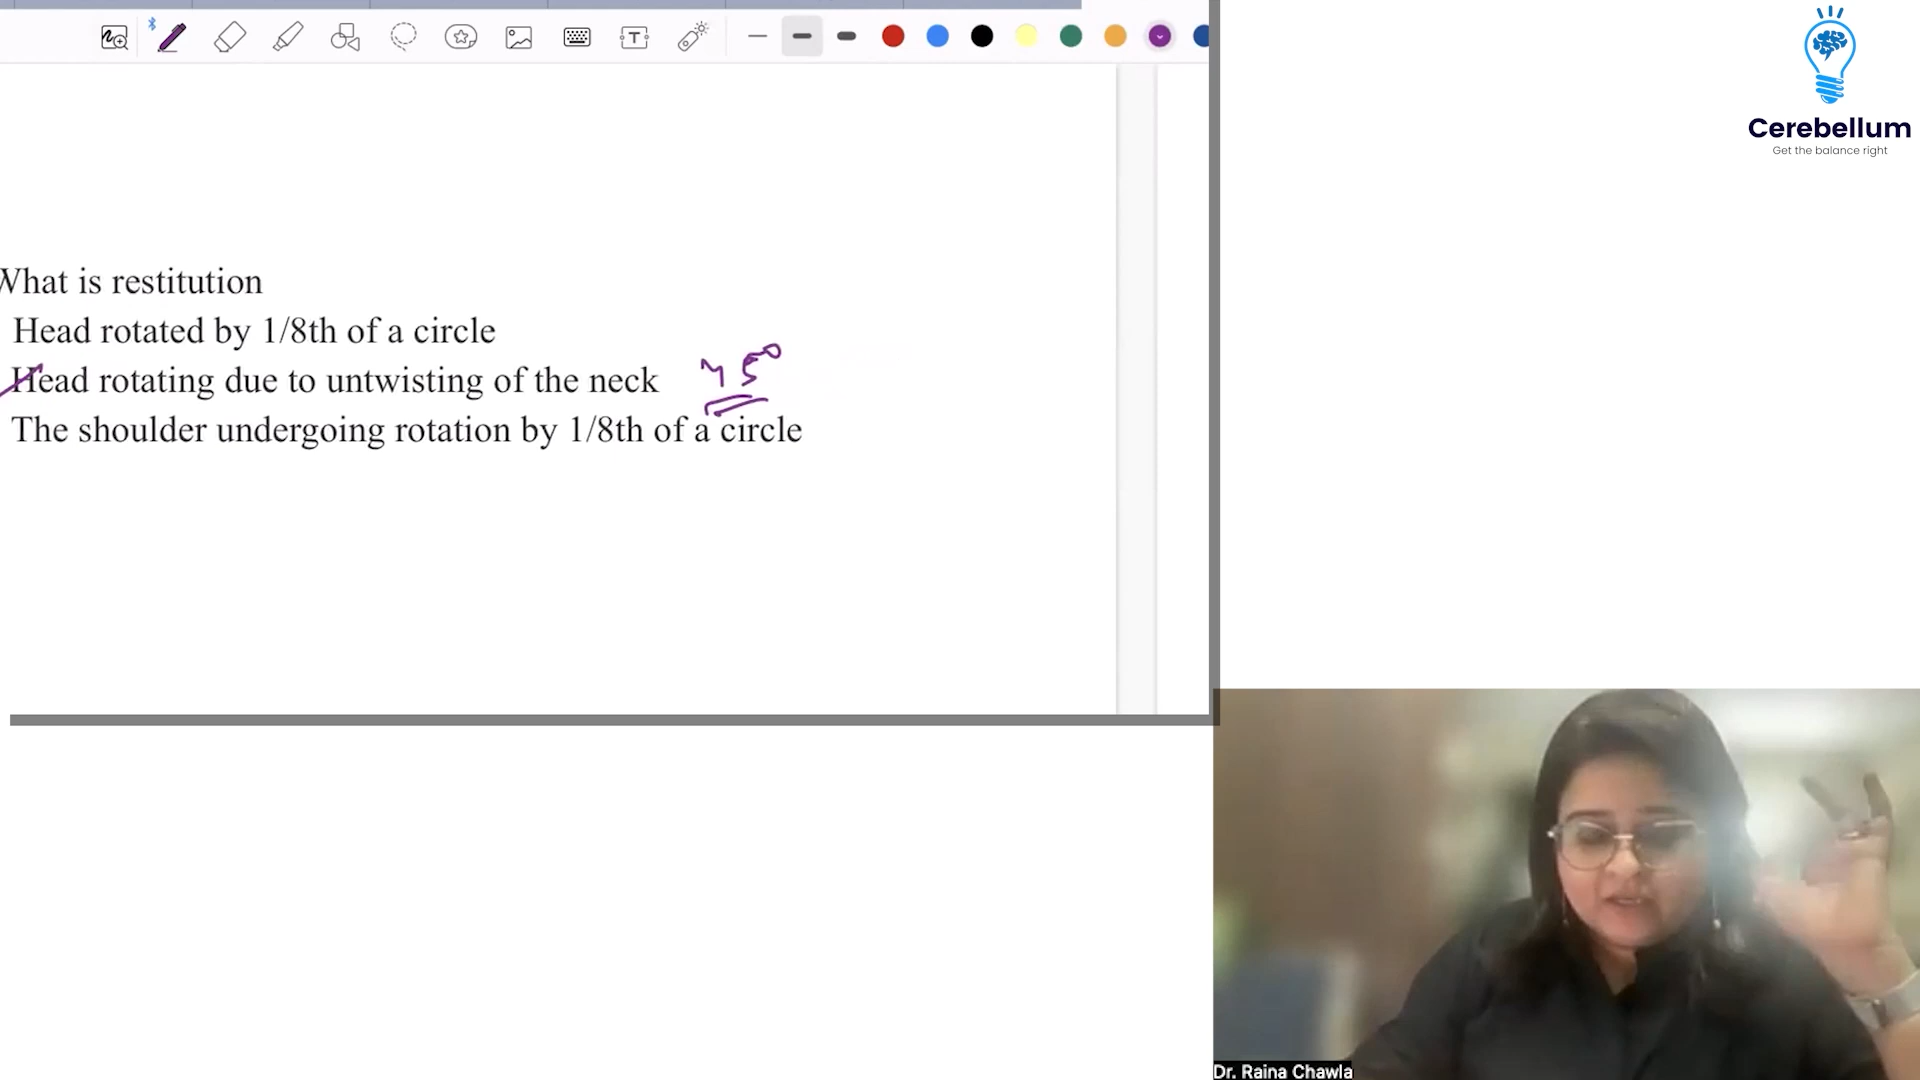 Cerebellum
Get the balance right
What is restitution
Head rotated by 1/8th of a circle
Head rotating due to untwisting of the neck 45°
The shoulder undergoing rotation by 1/8th of a circle
Dr. Raina Chawla